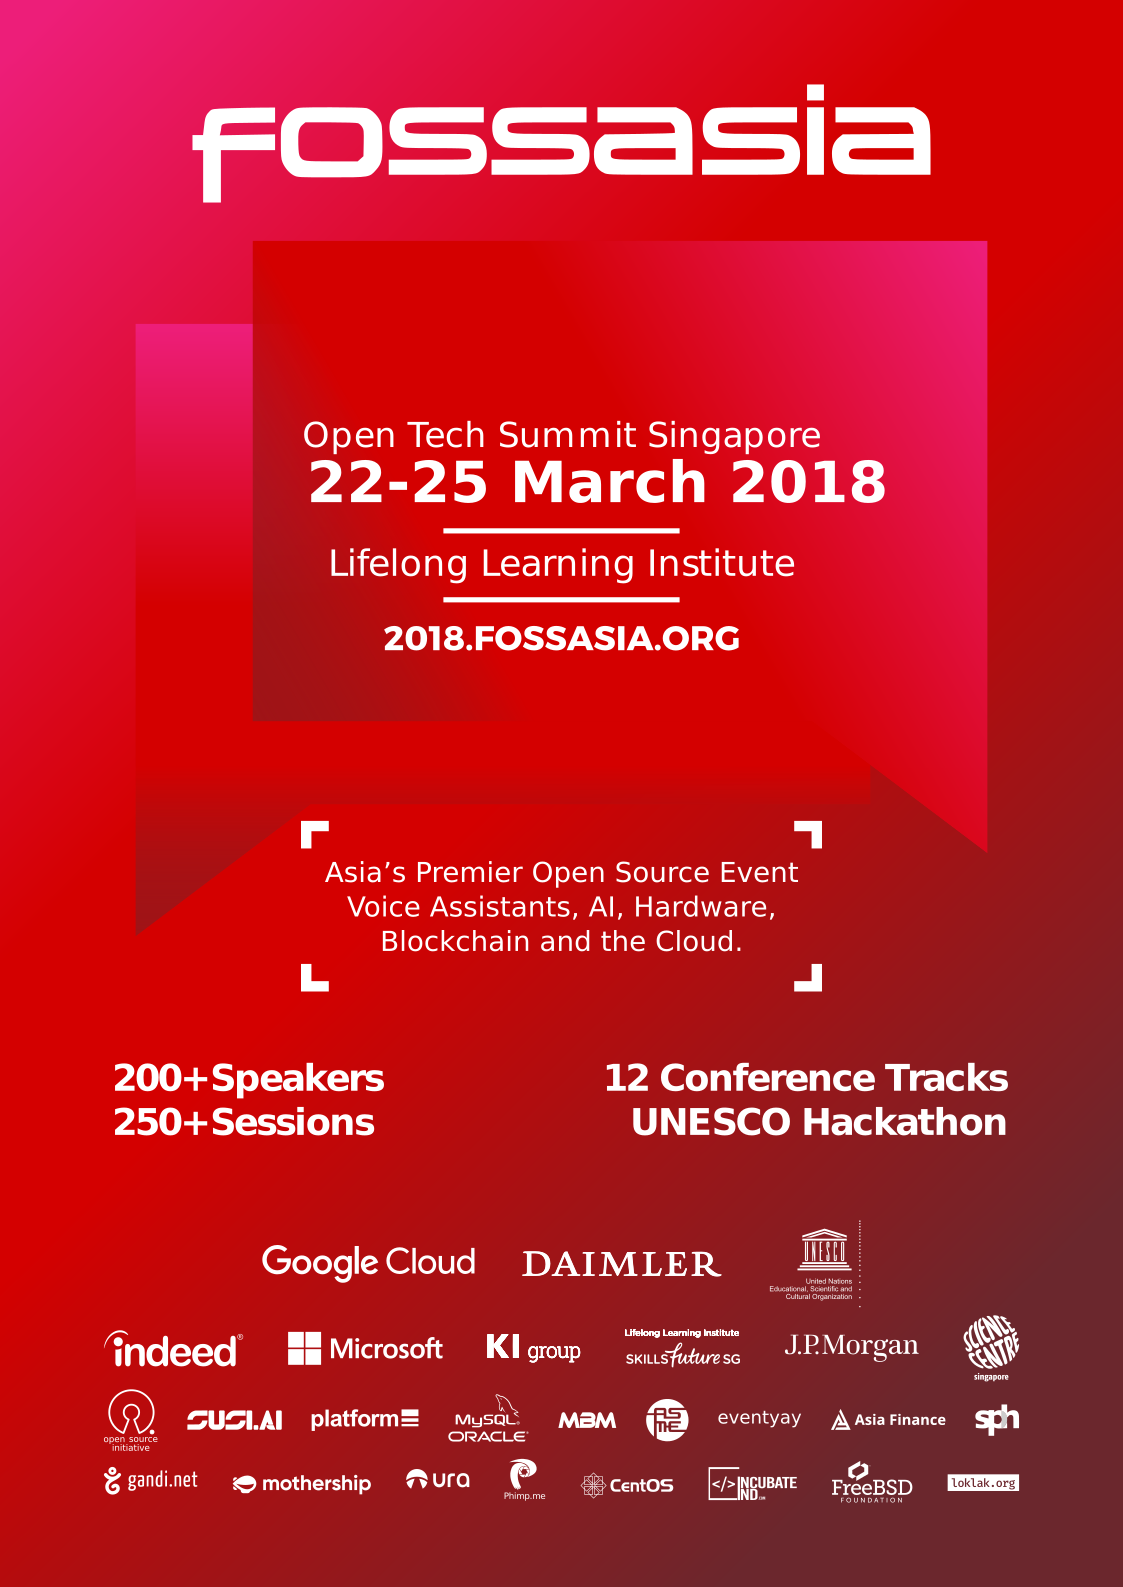 fossasia
Open Tech Summit Singapore
22-25 March 2018
Lifelong Learning Institute
2018.FOSSASIA.ORG
Asia’s Premier Open Source Event
Voice Assistants, AI, Hardware,
Blockchain and the Cloud.
200+Speakers
250+Sessions
12 Conference Tracks
UNESCO Hackathon
Google Cloud
DAIMLER
UNESCO
United Nations
Educational, Scientific and
Cultural Organization
indeed®
Microsoft
KI group
Lifelong Learning Institute
SKILLS future SG
J.P.Morgan
SCIENCE
CENTRE
singapore
open source
initiative
SUSI.AI
platform
MySQL
ORACLE®
MBM
ASME
eventyay
Asia Finance
sph
gandi.net
mothership
ura
Phimp.me
CentOS
</> INCUBATE
IND.COM
FreeBSD
FOUNDATION
loklak.org